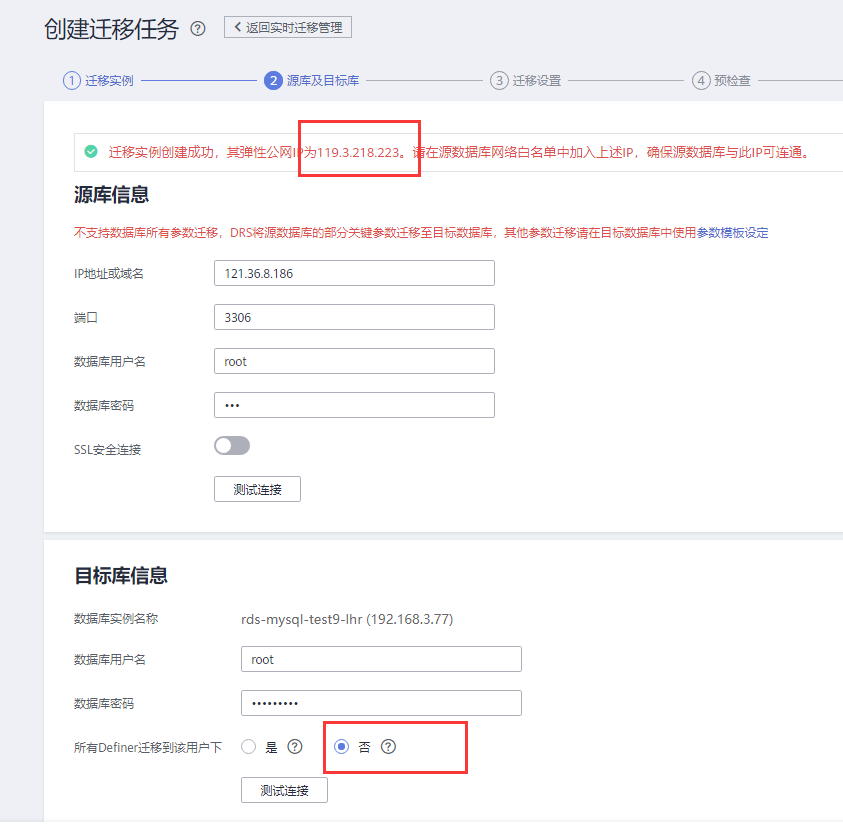 创建迁移任务 ? 返回实时迁移管理
1 迁移实例 2 源库及目标库 3 迁移设置 4 预检查
迁移实例创建成功，其弹性公网IP为119.3.218.223。请在源数据库网络白名单中加入上述IP，确保源数据库与此IP可连通。
源库信息
不支持数据库所有参数迁移，DRS将源数据库的部分关键参数迁移至目标数据库，其他参数迁移请在目标数据库中使用参数模板设定
IP地址或域名 121.36.8.186
端口 3306
数据库用户名 root
数据库密码 •••
SSL安全连接
测试连接
目标库信息
数据库实例名称 rds-mysql-test9-lhr (192.168.3.77)
数据库用户名 root
数据库密码 •••••••••
所有Definer迁移到该用户下 是 ? 否 ?
测试连接